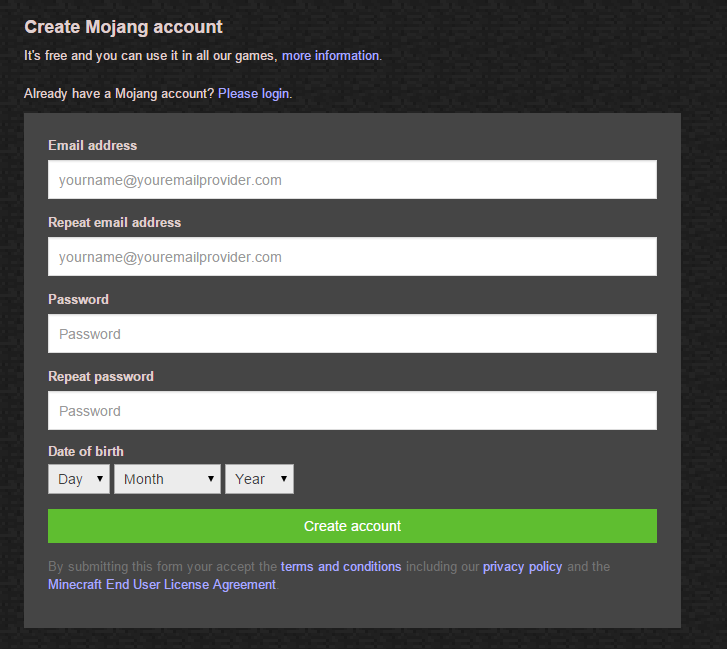 Create Mojang account
It's free and you can use it in all our games, more information.
Already have a Mojang account? Please login.
Email address
yourname@youremailprovider.com
Repeat email address
yourname@youremailprovider.com
Password
Password
Repeat password
Password
Date of birth
Day Month Year
Create account
By submitting this form your accept the terms and conditions including our privacy policy and the
Minecraft End User License Agreement.